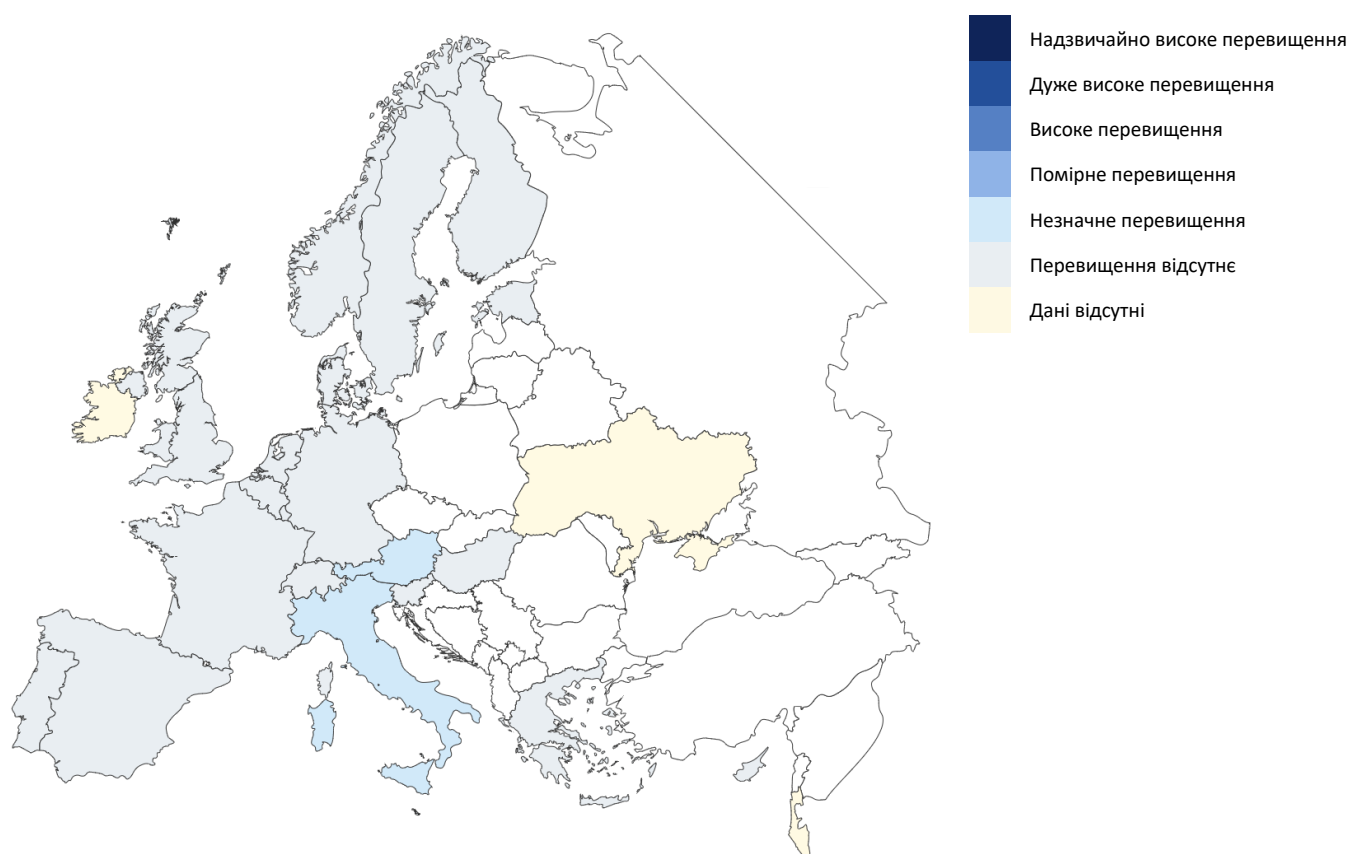 Надзвичайно високе перевищення
Дуже високе перевищення
Високе перевищення
Помірне перевищення
Незначне перевищення
Перевищення відсутнє
Дані відсутні